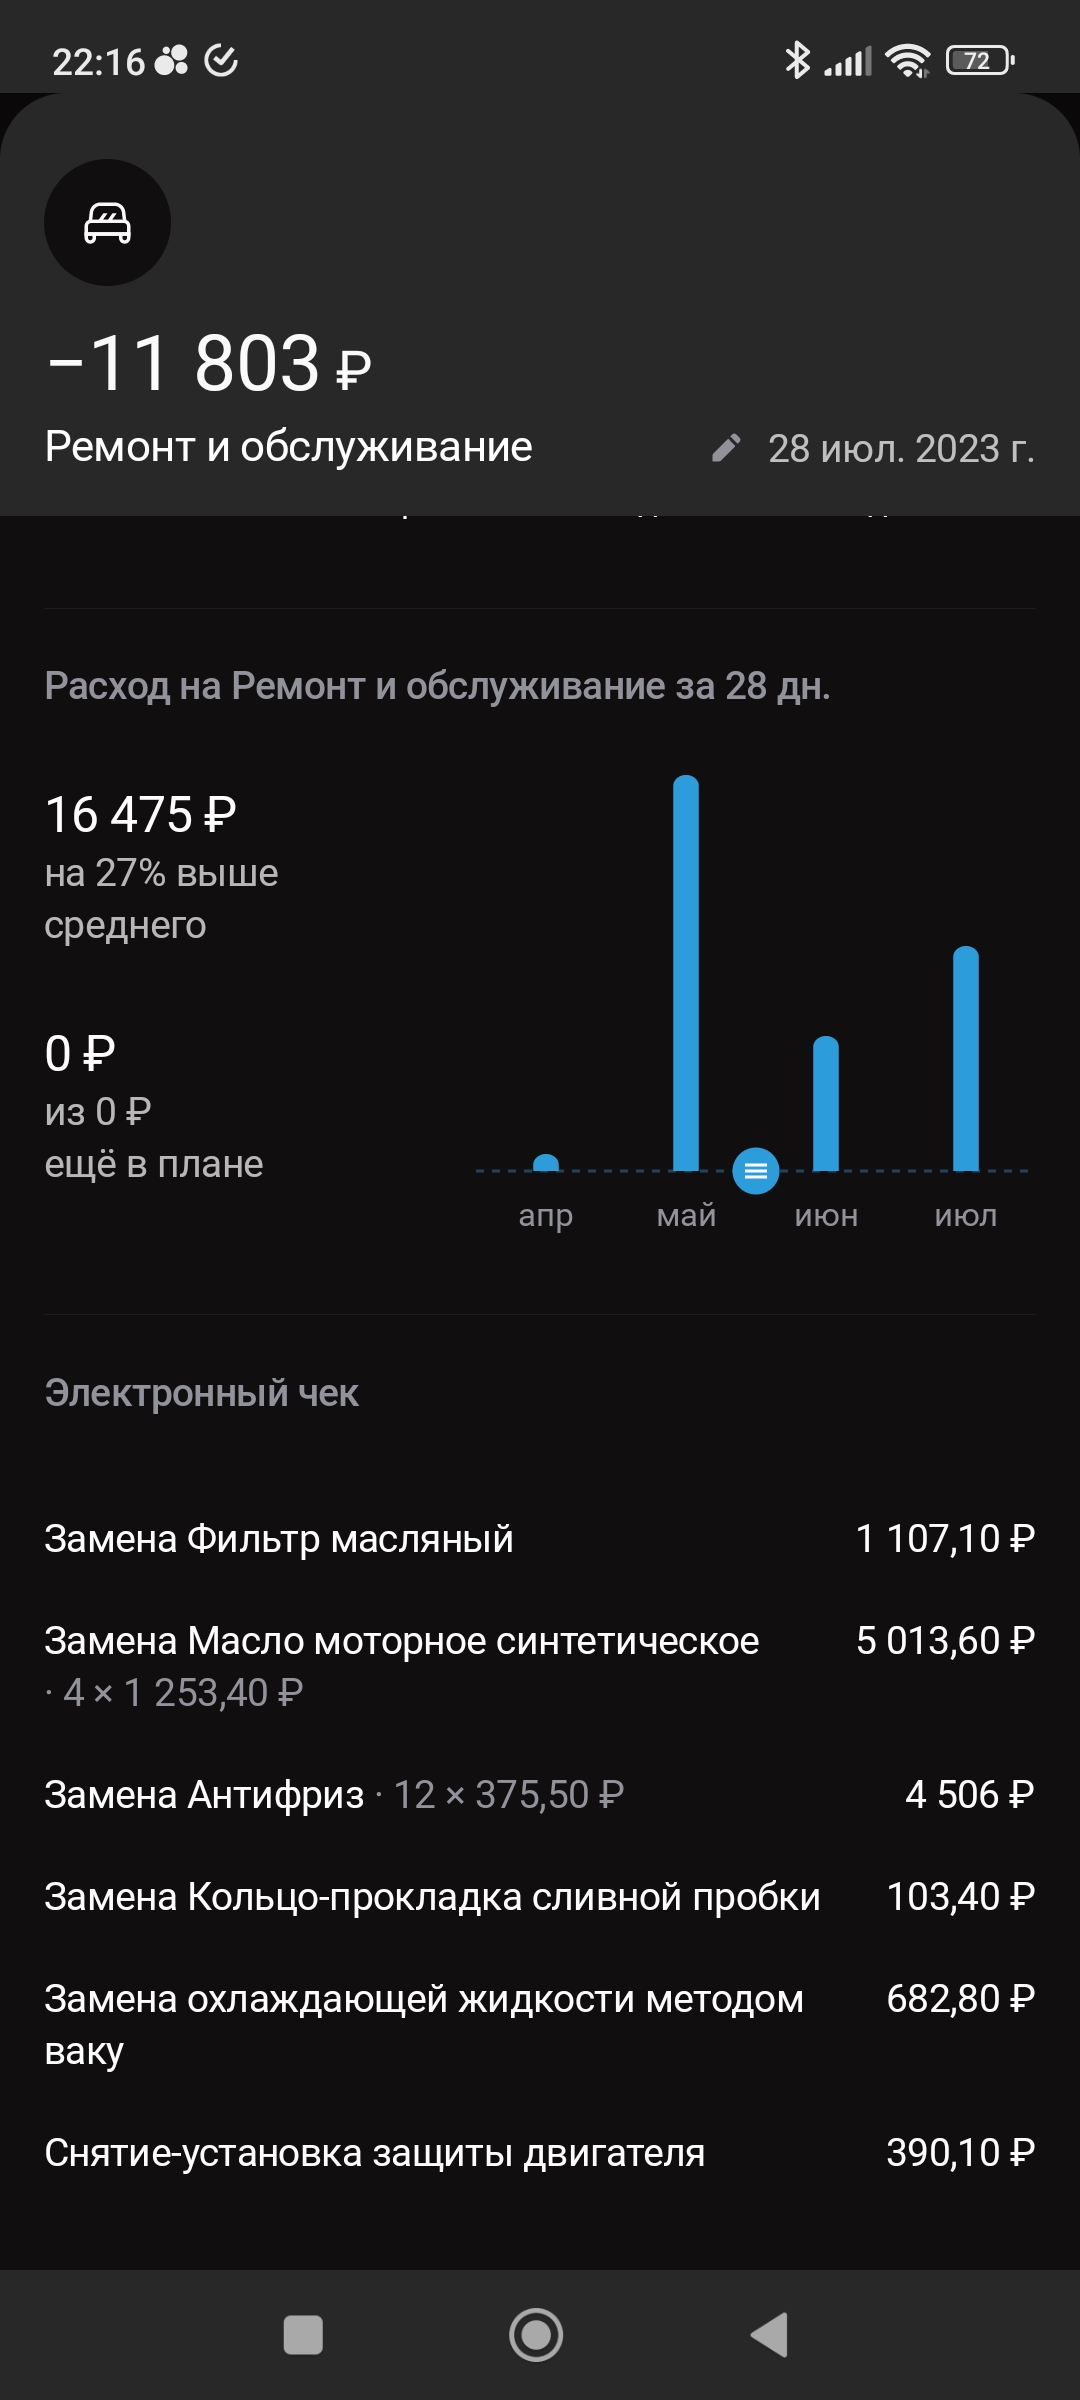 22:16
72
−11 803 ₽
Ремонт и обслуживание
28 июл. 2023 г.
Расход на Ремонт и обслуживание за 28 дн.
16 475 ₽
на 27% выше
среднего
0 ₽
из 0 ₽
ещё в плане
апр май июн июл
Электронный чек
Замена Фильтр масляный 1 107,10 ₽
Замена Масло моторное синтетическое 5 013,60 ₽
· 4 × 1 253,40 ₽
Замена Антифриз · 12 × 375,50 ₽ 4 506 ₽
Замена Кольцо-прокладка сливной пробки 103,40 ₽
Замена охлаждающей жидкости методом 682,80 ₽
ваку
Снятие-установка защиты двигателя 390,10 ₽